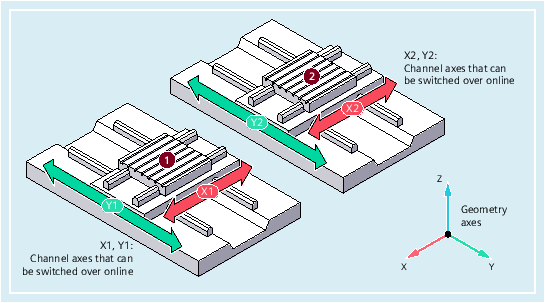 X2, Y2:
Channel axes that can
be switched over online
2
X2
Y2
1
X1
Y1
X1, Y1:
Channel axes that can
be switched over online
Z
Geometry
axes
X
Y